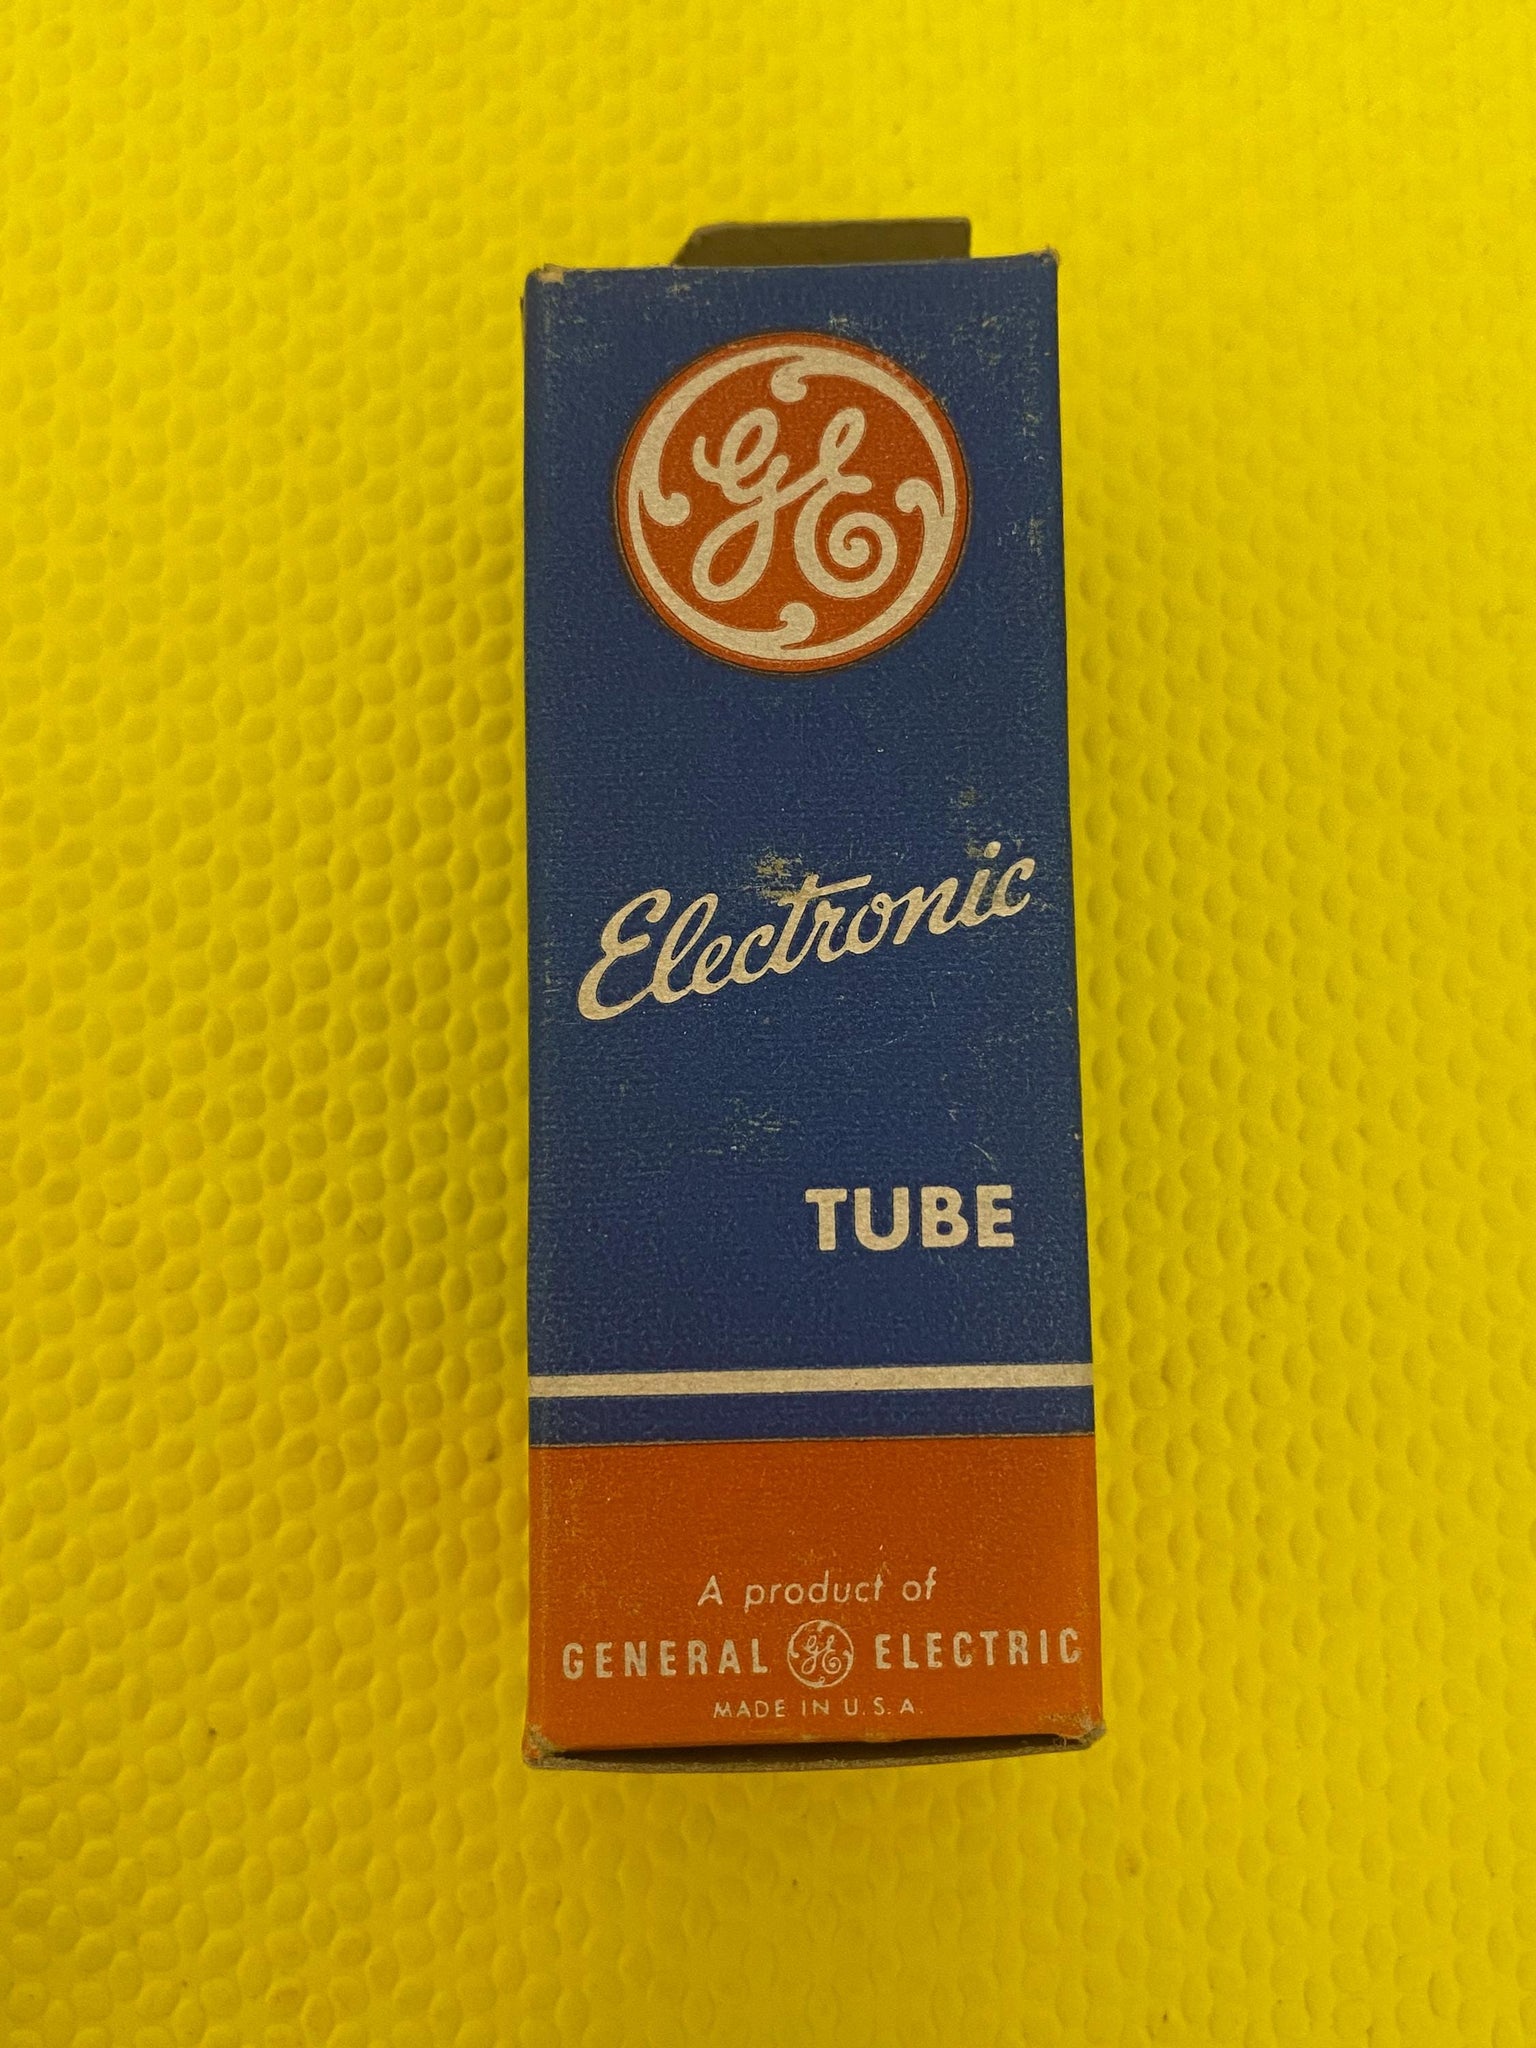 GE
Electronic
TUBE
A product of
GENERAL GE ELECTRIC
MADE IN U.S.A.